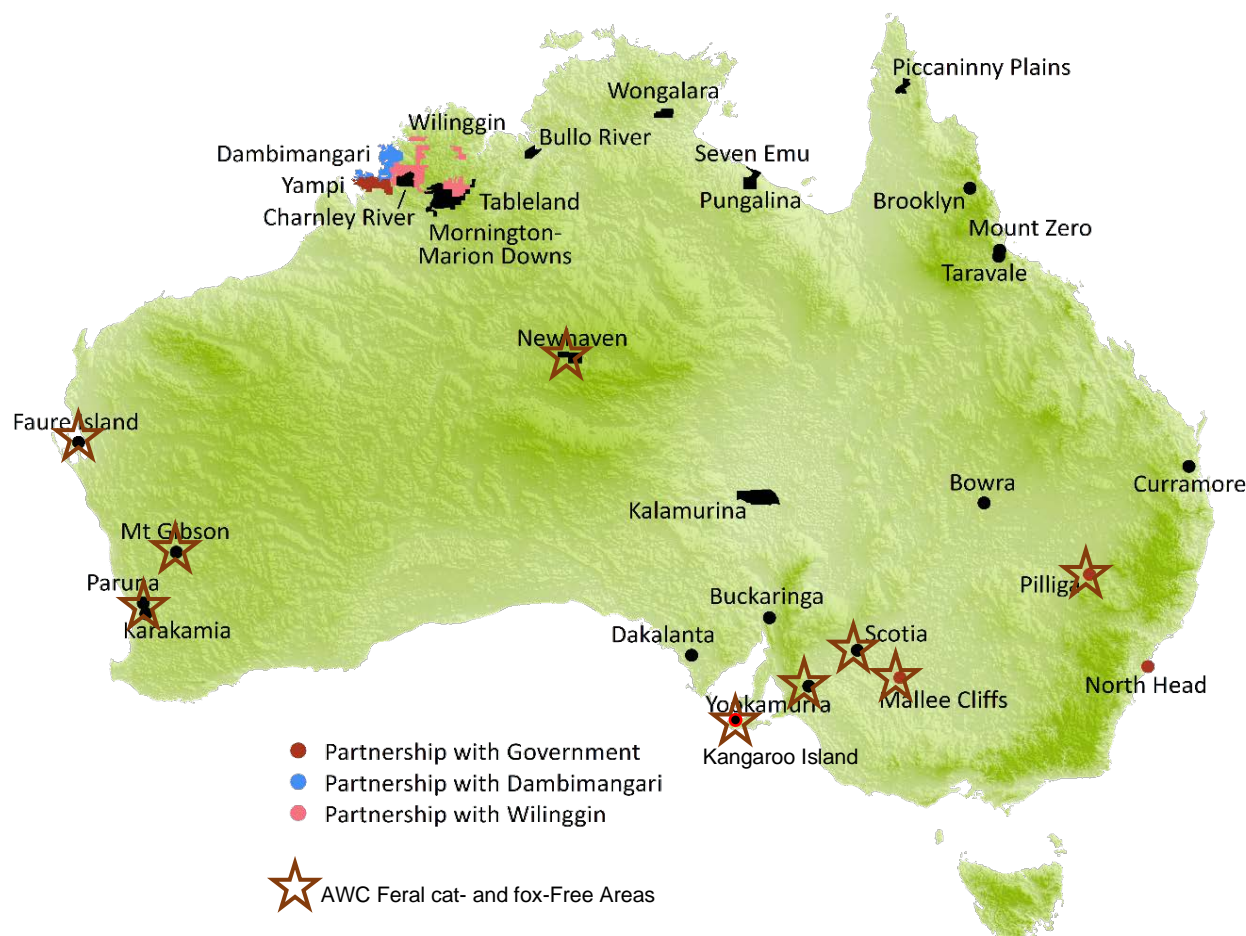 Piccaninny Plains
Wongalara
Wilinggin
Bullo River
Dambimangari
Seven Emu
Yampi
Pungalina
Brooklyn
Charnley River
Tableland
Mornington-
Marion Downs
Mount Zero
Taravale
Newhaven
Faure Island
Bowra
Curramore
Kalamurina
Mt Gibson
Paruna
Pilliga
Buckaringa
Karakamia
Dakalanta
Scotia
North Head
Yookamurra
Mallee Cliffs
Kangaroo Island
Partnership with Government
Partnership with Dambimangari
Partnership with Wilinggin
AWC Feral cat- and fox-Free Areas